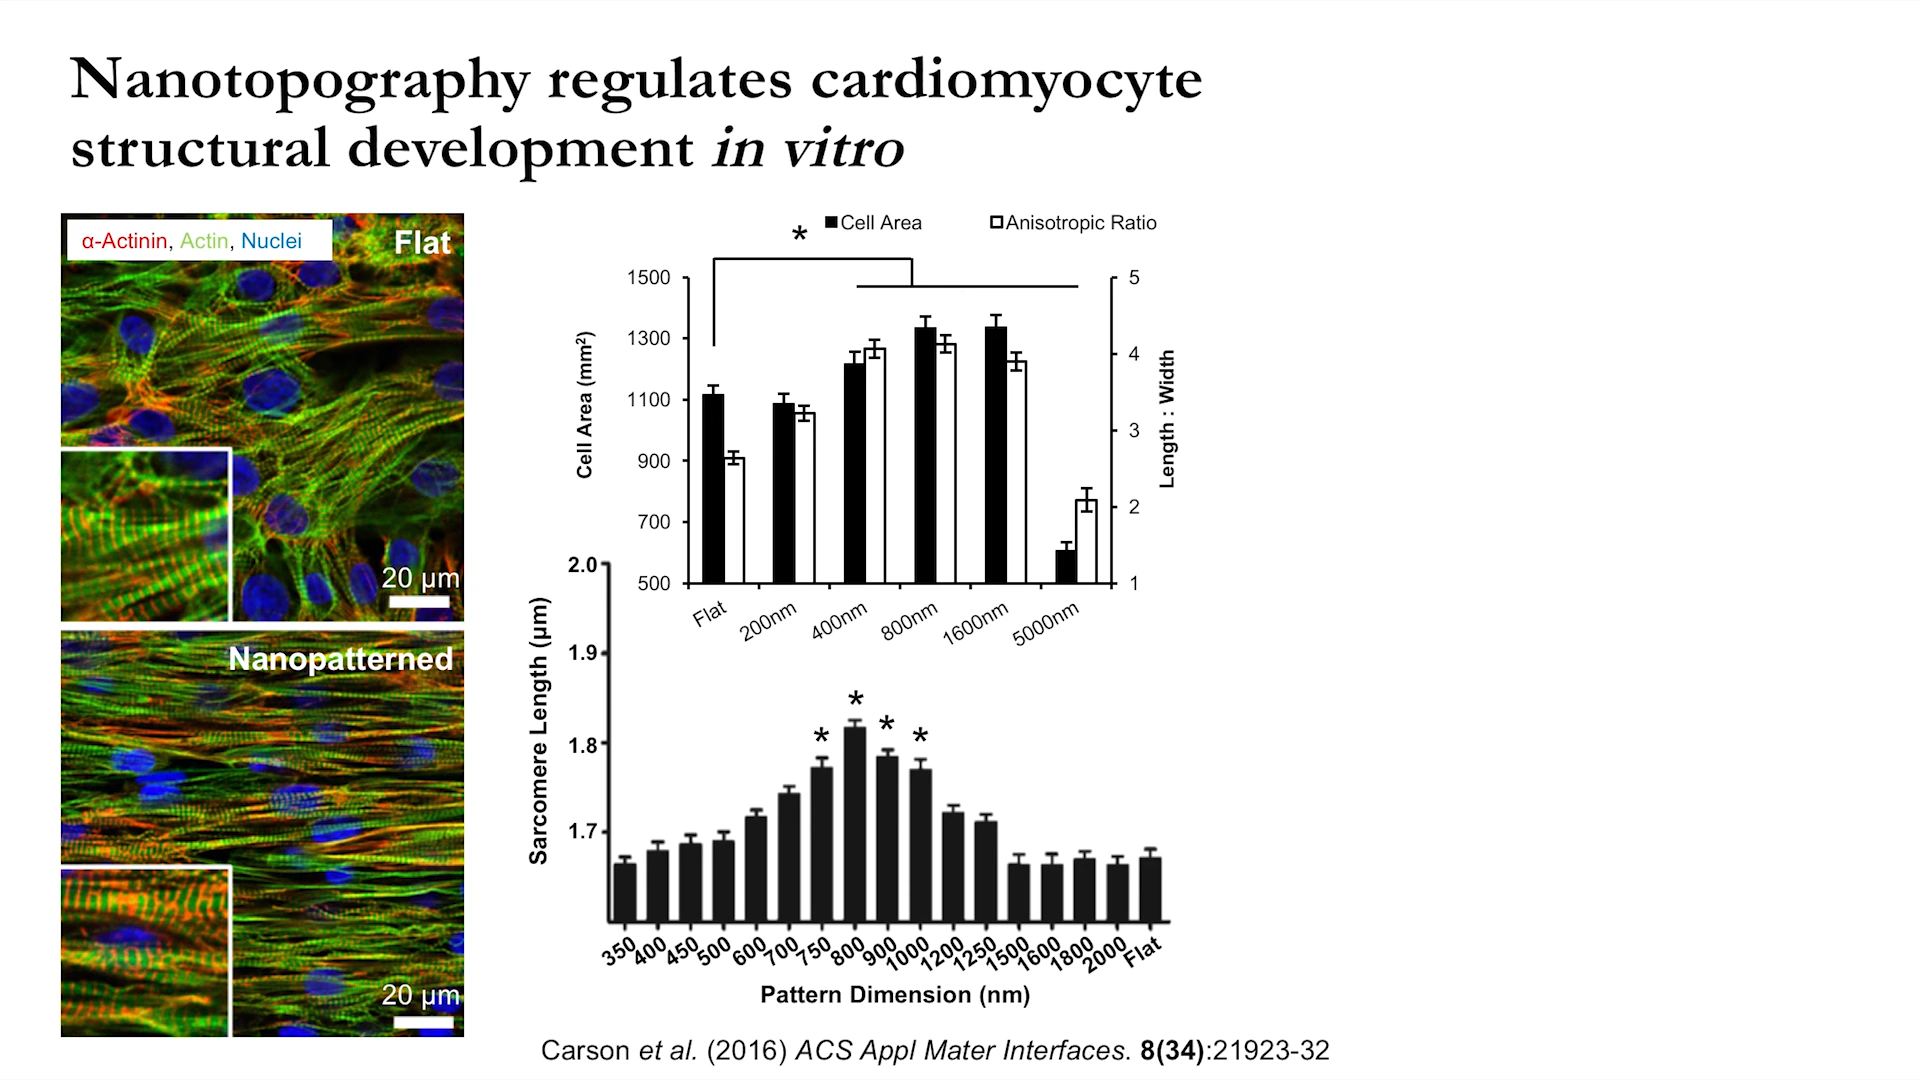 Nanotopography regulates cardiomyocyte
structural development in vitro
α-Actinin, Actin, Nuclei
Flat
20 µm
Nanopatterned
20 µm
* Cell Area Anisotropic Ratio
1500
1300
1100
900
700
500
Cell Area (mm²)
5
4
3
2
1
Length : Width
Flat 200nm 400nm 800nm 1600nm 5000nm
2.0
1.9
1.8
1.7
Sarcomere Length (µm)
* * * *
350 400 450 500 600 700 750 800 900 1000 1200 1250 1500 1600 1800 2000 Flat
Pattern Dimension (nm)
Carson et al. (2016) ACS Appl Mater Interfaces. 8(34):21923-32